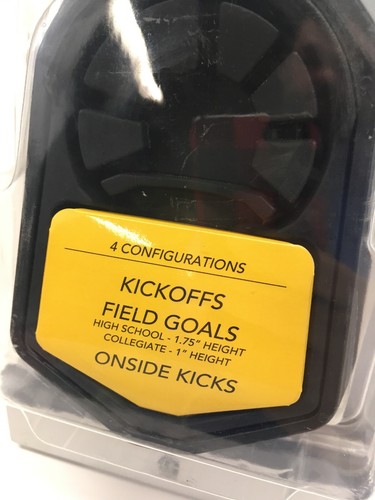 4 CONFIGURATIONS
KICKOFFS
FIELD GOALS
HIGH SCHOOL - 1.75" HEIGHT
COLLEGIATE - 1" HEIGHT
ONSIDE KICKS